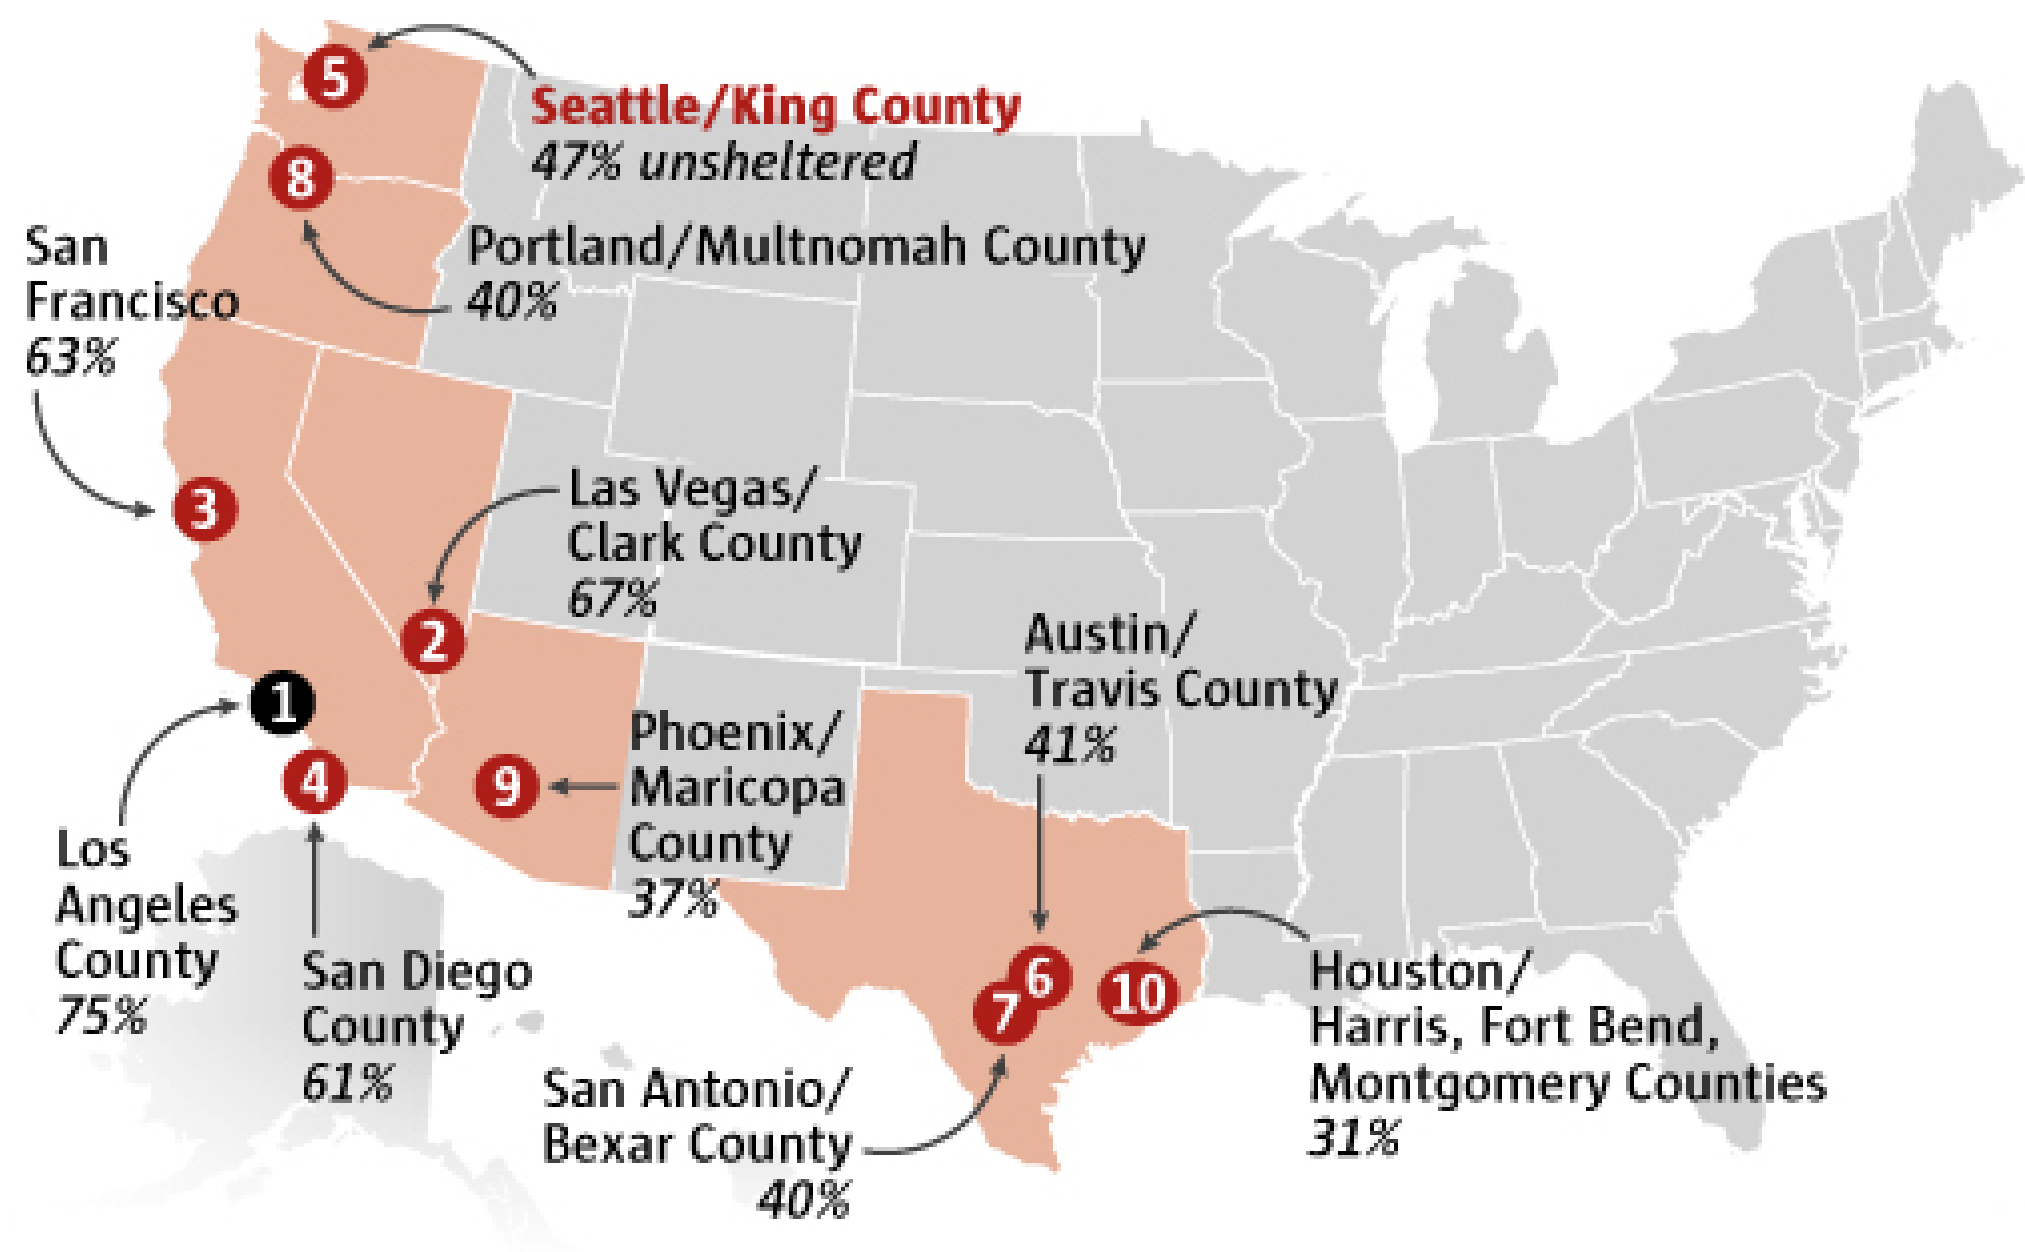 5
Seattle/King County
47% unsheltered
8
Portland/Multnomah County
40%
San
Francisco
63%
3
Las Vegas/
Clark County
67%
2
Austin/
Travis County
41%
1
Los
Angeles
County
75%
4
San Diego
County
61%
9
Phoenix/
Maricopa
County
37%
6
7
10
San Antonio/
Bexar County
40%
Houston/
Harris, Fort Bend,
Montgomery Counties
31%